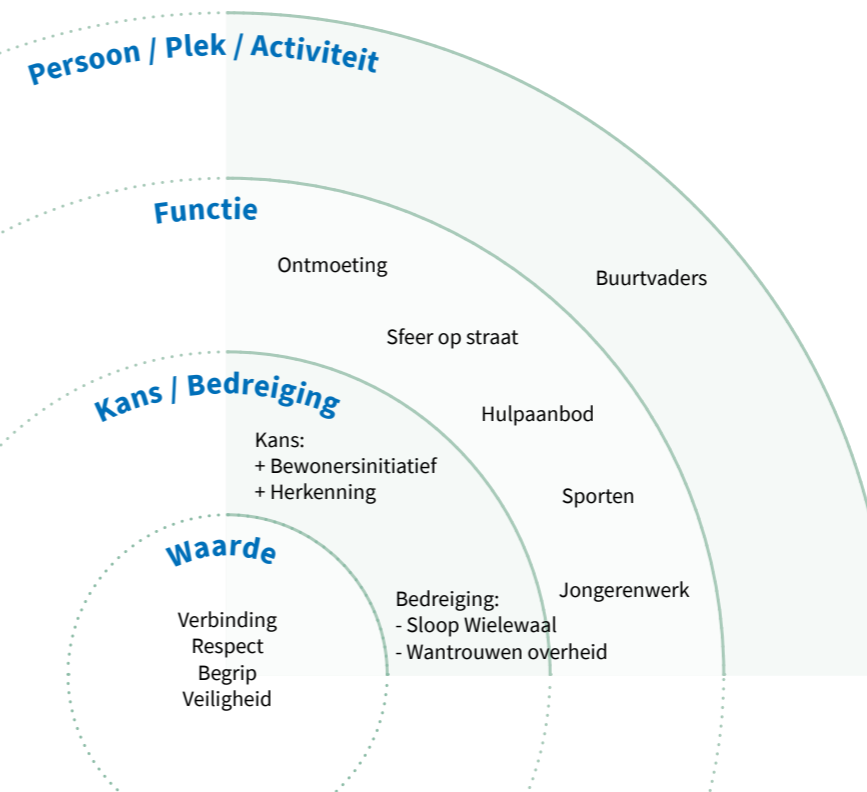 Persoon / Plek / Activiteit
Functie
Ontmoeting
Buurtvaders
Sfeer op straat
Kans / Bedreiging
Hulpaanbod
Kans:
+ Bewonersinitiatief
+ Herkenning
Sporten
Waarde
Jongerenwerk
Bedreiging:
- Sloop Wielewaal
- Wantrouwen overheid
Verbinding
Respect
Begrip
Veiligheid